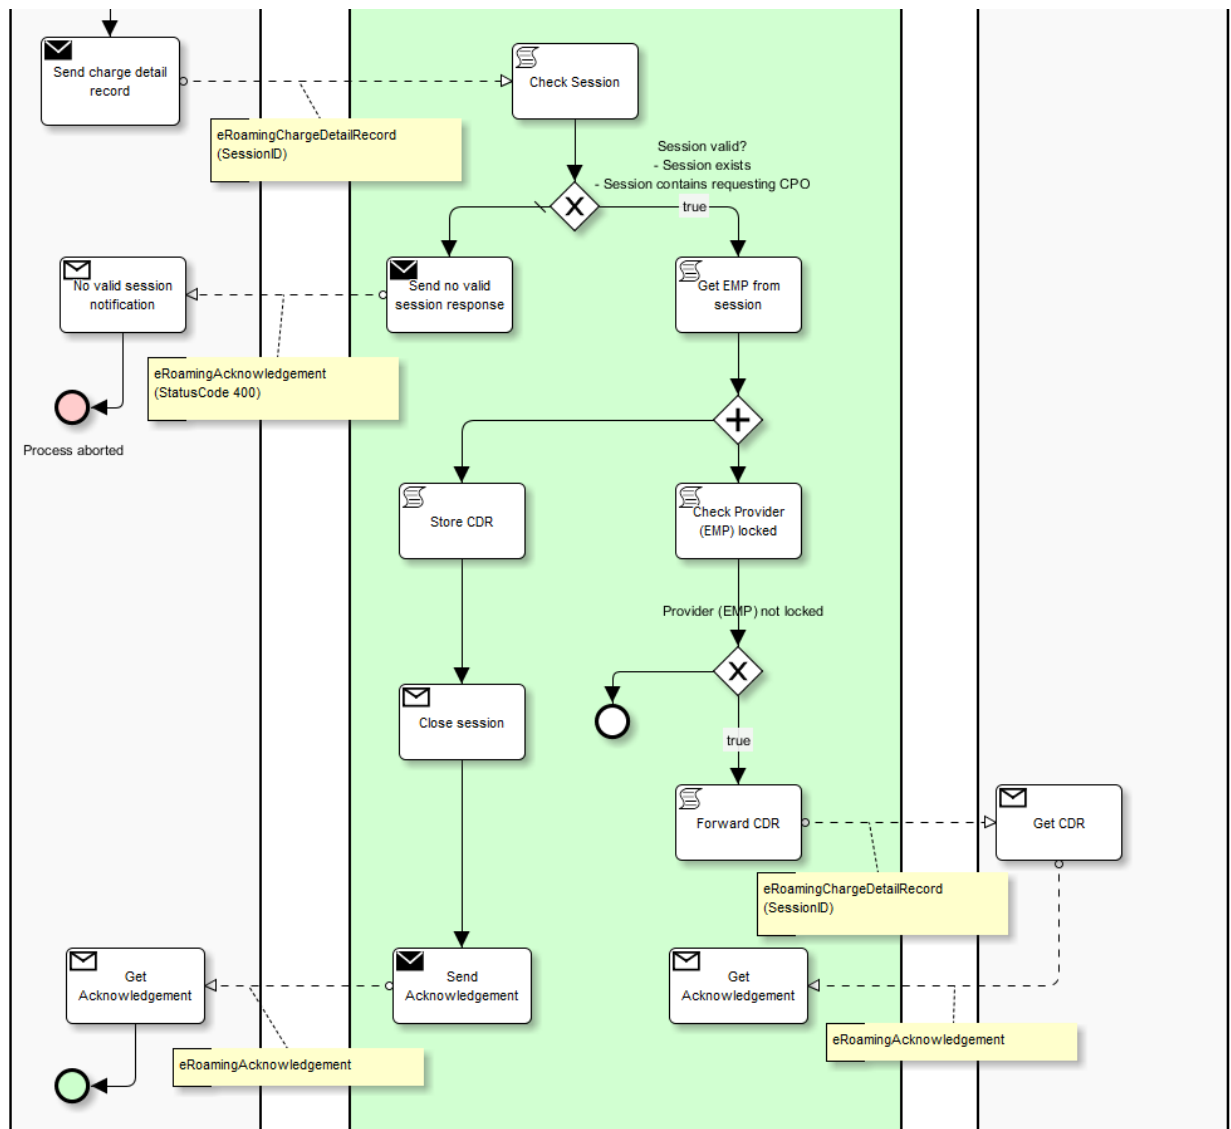 Send charge detail
record
Check Session
eRoamingChargeDetailRecord
(SessionID)
Session valid?
- Session exists
- Session contains requesting CPO
true
No valid session
notification
Send no valid
session response
Get EMP from
session
eRoamingAcknowledgement
(StatusCode 400)
Process aborted
Store CDR
Check Provider
(EMP) locked
Provider (EMP) not locked
Close session
true
Forward CDR
Get CDR
eRoamingChargeDetailRecord
(SessionID)
Get
Acknowledgement
Send
Acknowledgement
Get
Acknowledgement
eRoamingAcknowledgement
eRoamingAcknowledgement